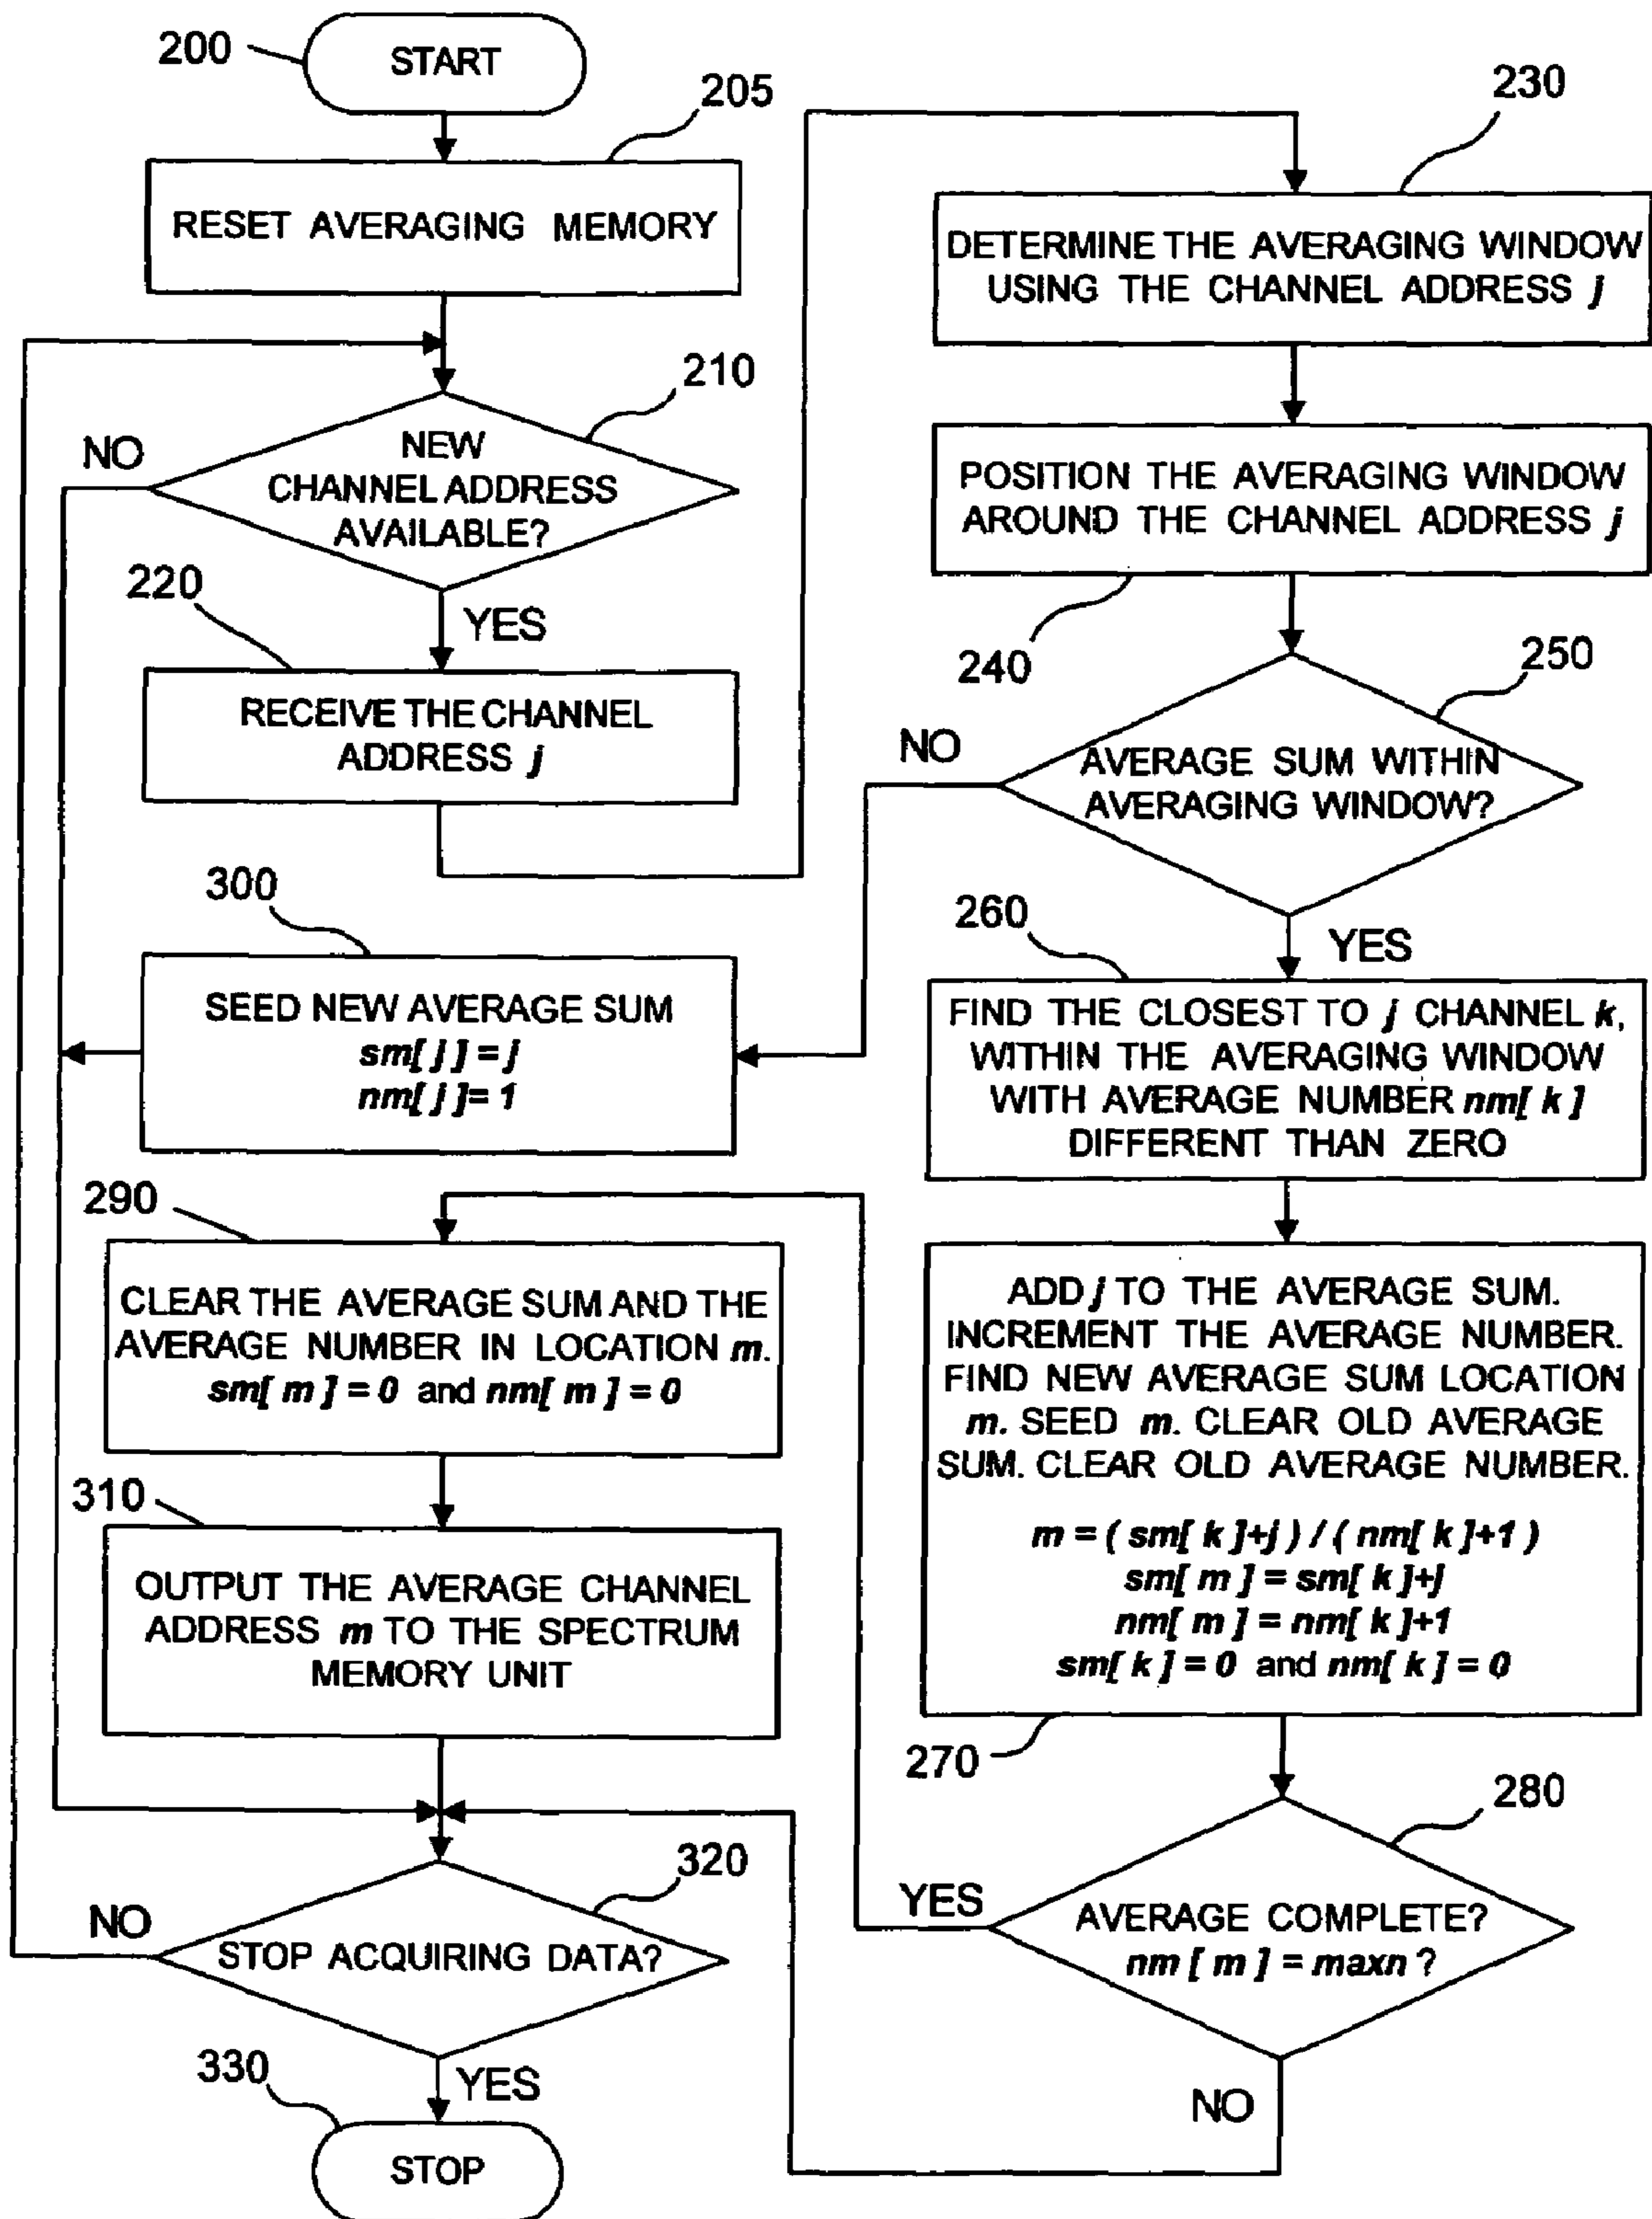 200
START
205
RESET AVERAGING MEMORY
210
NEW
CHANNEL ADDRESS
AVAILABLE?
NO
YES
220
RECEIVE THE CHANNEL
ADDRESS j
230
DETERMINE THE AVERAGING WINDOW
USING THE CHANNEL ADDRESS j
POSITION THE AVERAGING WINDOW
AROUND THE CHANNEL ADDRESS j
240
250
AVERAGE SUM WITHIN
AVERAGING WINDOW?
NO
YES
300
SEED NEW AVERAGE SUM
sm[ j ] = j
nm[ j ]= 1
260
FIND THE CLOSEST TO j CHANNEL k,
WITHIN THE AVERAGING WINDOW
WITH AVERAGE NUMBER nm[ k ]
DIFFERENT THAN ZERO
ADD j TO THE AVERAGE SUM.
INCREMENT THE AVERAGE NUMBER.
FIND NEW AVERAGE SUM LOCATION
m. SEED m. CLEAR OLD AVERAGE
SUM. CLEAR OLD AVERAGE NUMBER.
m = ( sm[ k ]+j ) / ( nm[ k ]+1 )
sm[ m ] = sm[ k ]+j
nm[ m ] = nm[ k ]+1
sm[ k ] = 0 and nm[ k ] = 0
270
280
AVERAGE COMPLETE?
nm [ m ] = maxn ?
YES
NO
290
CLEAR THE AVERAGE SUM AND THE
AVERAGE NUMBER IN LOCATION m.
sm[ m ] = 0 and nm[ m ] = 0
310
OUTPUT THE AVERAGE CHANNEL
ADDRESS m TO THE SPECTRUM
MEMORY UNIT
320
STOP ACQUIRING DATA?
NO
YES
330
STOP